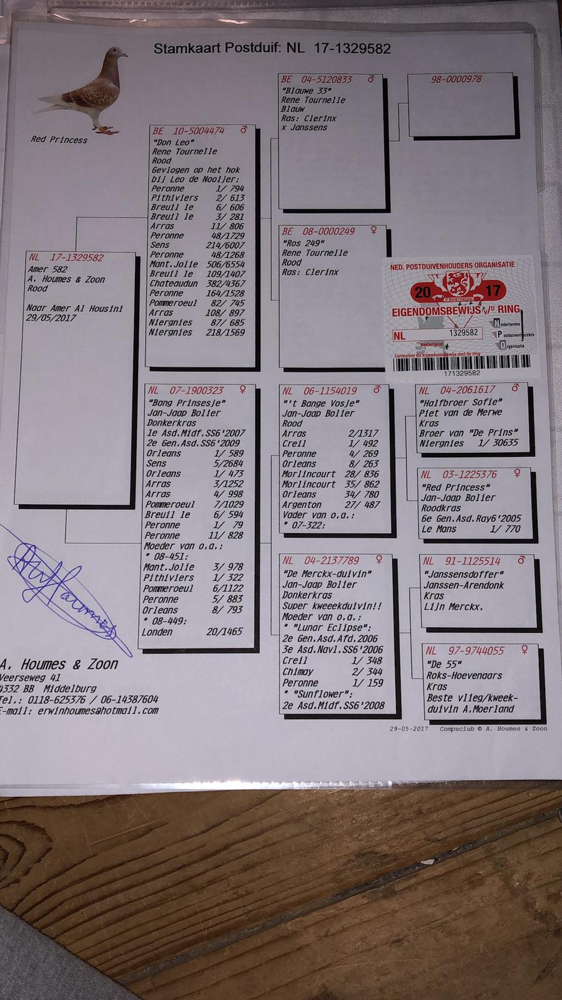 Stamkaart Postduif: NL 17-1329582
Red Princess
NL 17-1329582
Amer 582
A. Houmes & Zoon
Rood
Naar Amer Al Housini
29/05/2017
BE 10-5004474 ♂
"Don Leo"
Rene Tournelle
Rood
Gevlogen op het hok
bij Leo de Nooijer:
Peronne 1/ 794
Pithiviers 2/ 613
Breuil le 6/ 606
Breuil le 3/ 281
Arras 11/ 806
Peronne 48/1729
Sens 214/6007
Peronne 48/1268
Mant.Jolie 506/6554
Breuil le 109/1407
Chateaudun 382/4367
Peronne 164/1528
Pommeroeul 82/ 745
Arras 108/ 897
Niergnies 87/ 685
Niergnies 218/1569
NL 07-1900323 ♀
"Bang Prinsesje"
Jan-Jaap Bolier
Donkerkras
1e Asd.Midf.SS6'2007
2e Gen.Asd.SS6'2009
Orleans 1/ 589
Sens 5/2684
Orleans 1/ 473
Arras 3/1252
Arras 4/ 998
Pommeroeul 7/1029
Breuil le 6/ 594
Peronne 1/ 79
Peronne 11/ 828
Moeder van o.a.:
* 08-451:
Mant.Jolie 3/ 978
Pithiviers 1/ 322
Pommeroeul 6/1122
Peronne 5/ 883
Orleans 8/ 793
* 08-449:
Londen 20/1465
BE 04-5120833 ♂
"Blauwe 33"
Rene Tournelle
Blauw
Ras: Clerinx
x Janssens
BE 08-0000249 ♀
"Ros 249"
Rene Tournelle
Rood
Ras: Clerinx
NL 06-1154019 ♂
"'t Bange Vosje"
Jan-Jaap Bolier
Rood
Arras 2/1317
Creil 1/ 492
Peronne 4/ 269
Orleans 8/ 263
Morlincourt 28/ 836
Morlincourt 35/ 862
Orleans 34/ 780
Argenton 27/ 487
Vader van o.a.:
* 07-322:
NL 04-2137789 ♀
"De Merckx-duivin"
Jan-Jaap Bolier
Donkerkras
Super kweeekduivin!!
Moeder van o.a.:
* "Lunar Eclipse":
2e Gen.Asd.Afd.2006
3e Asd.Navl.SS6'2006
Creil 1/ 348
Chimay 2/ 344
Peronne 1/ 159
* "Sunflower":
2e Asd.Midf.SS6'2008
98-0000978
NED. POSTDUIVENHOUDERS ORGANISATIE
20 17
EIGENDOMSBEWIJS v/D RING
NL 1329582
Nederland
Nederlandse
Postduivenhouders
Organisatie
Controleer dit eigendomsbewijs met de ring
171329582
NL 04-2061617 ♂
"Halfbroer Sofie"
Piet van de Merwe
Kras
Broer van "De Prins"
Niergnies 1/ 30635
NL 03-1225376 ♀
"Red Princess"
Jan-Jaap Bolier
Roodkras
6e Gen.Asd.Ray6'2005
Le Mans 1/ 770
NL 91-1125514 ♂
"Janssensdoffer"
Janssen-Arendonk
Kras
Lijn Merckx.
NL 97-9744055 ♀
"De 55"
Roks-Hoevenaars
Kras
Beste vlieg/kweek-
duivin A.Moerland
A. Houmes & Zoon
Veerseweg 41
4332 BB Middelburg
Tel.: 0118-625376 / 06-14387604
E-mail: erwinhoumes@hotmail.com
29-05-2017 Compuclub © A. Houmes & Zoon